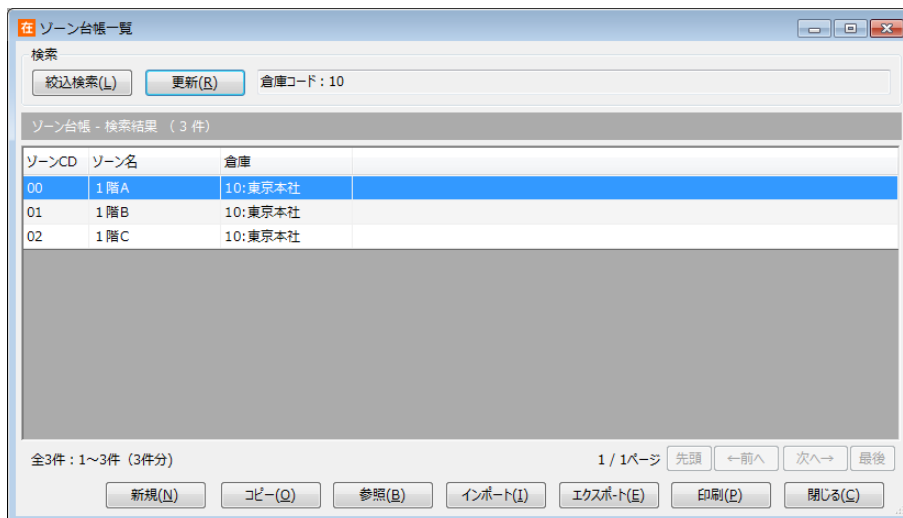 在 ゾーン台帳一覧
検索
絞込検索(L) 更新(R) 倉庫コード：10
ゾーン台帳 - 検索結果 （ 3 件）
ゾーンCD ゾーン名 倉庫
00 1階A 10:東京本社
01 1階B 10:東京本社
02 1階C 10:東京本社
全3件：1～3件（3件分） 1 / 1ページ 先頭 ←前へ 次へ→ 最後
新規(N) コピー(O) 参照(B) インポート(I) エクスポート(E) 印刷(P) 閉じる(C)